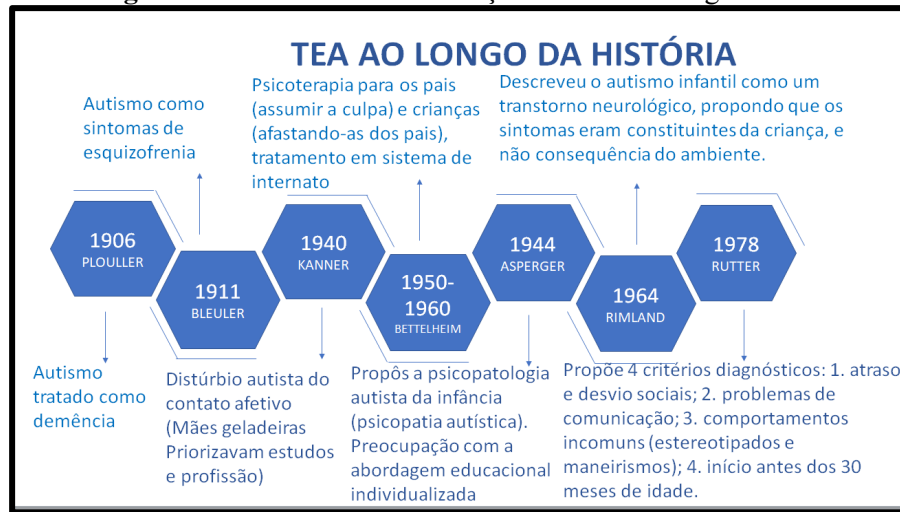 TEA AO LONGO DA HISTÓRIA
Autismo como
sintomas de
esquizofrenia
Psicoterapia para os pais
(assumir a culpa) e crianças
(afastando-as dos pais),
tratamento em sistema de
internato
Descreveu o autismo infantil como um
transtorno neurológico, propondo que os
sintomas eram constituintes da criança, e
não consequência do ambiente.
1906
PLOULLER
1911
BLEULER
1940
KANNER
1950-
1960
BETTELHEIM
1944
ASPERGER
1964
RIMLAND
1978
RUTTER
Autismo
tratado como
demência
Distúrbio autista do
contato afetivo
(Mães geladeiras
Priorizavam estudos
e profissão)
Propôs a psicopatologia
autista da infância
(psicopatia autística).
Preocupação com a
abordagem educacional
individualizada
Propõe 4 critérios diagnósticos: 1. atraso
e desvio sociais; 2. problemas de
comunicação; 3. comportamentos
incomuns (estereotipados e
maneirismos); 4. início antes dos 30
meses de idade.